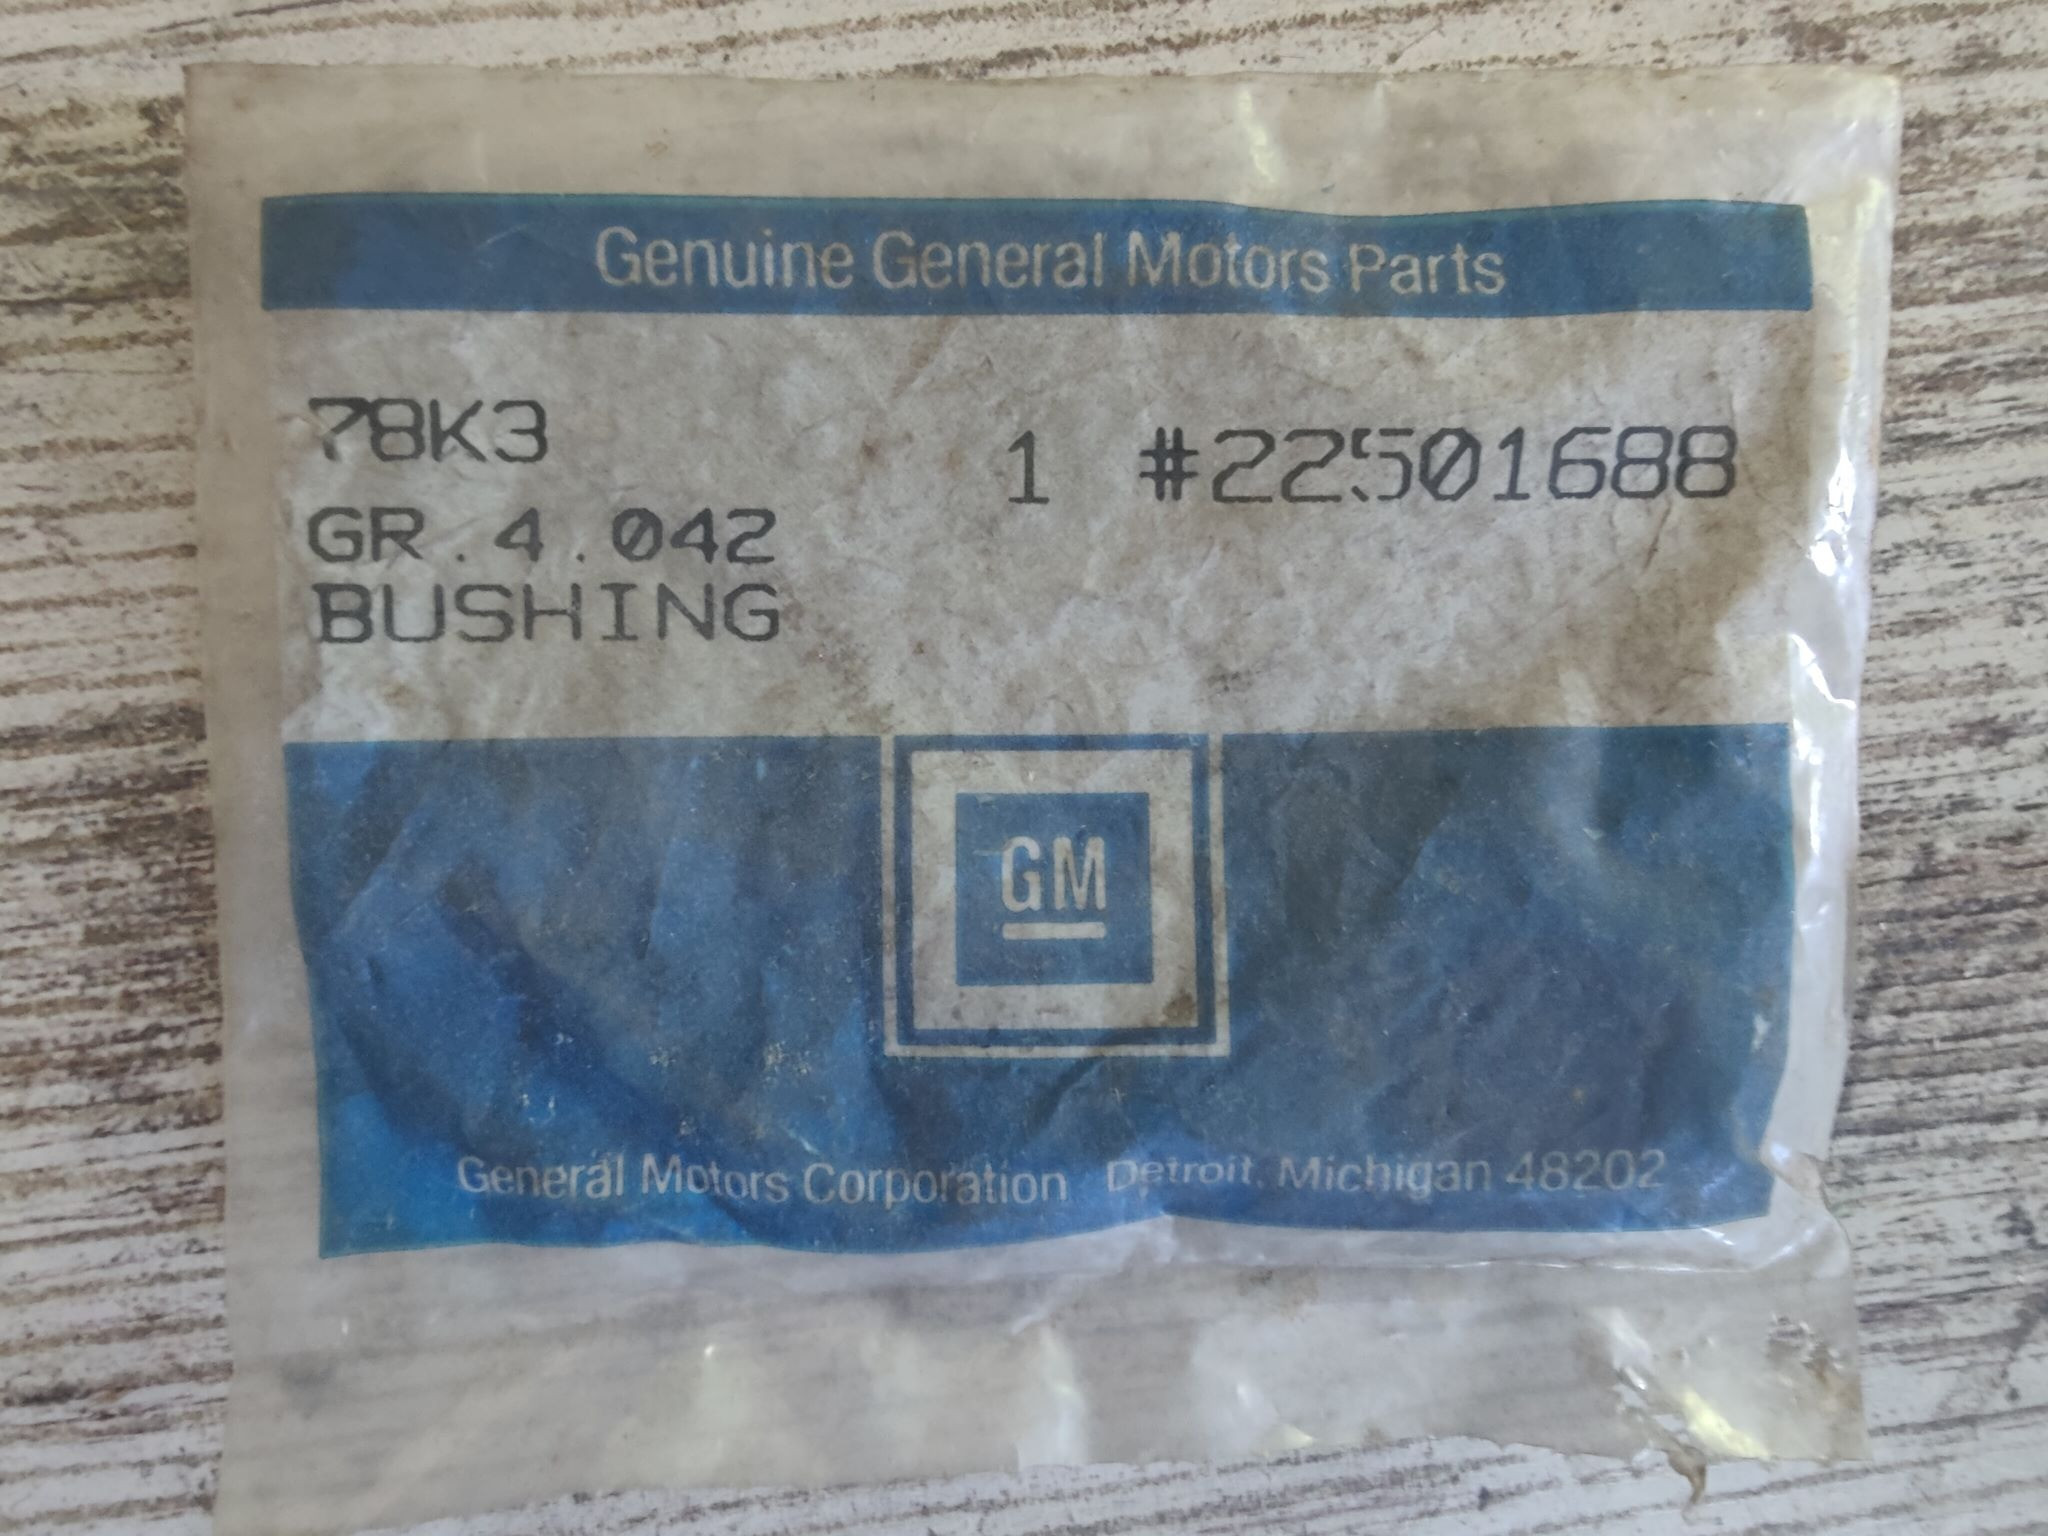 Genuine General Motors Parts
78K3
1 #22501688
GR.4.042
BUSHING
GM
General Motors Corporation Detroit, Michigan 48202